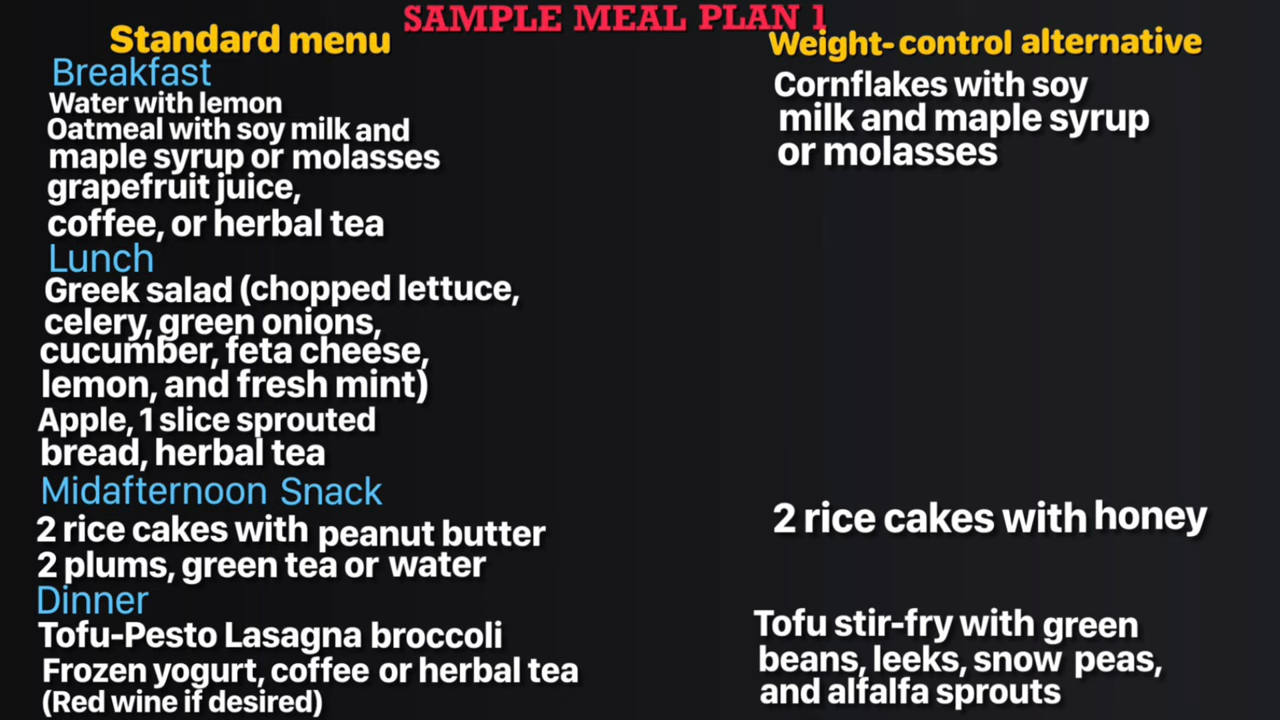 SAMPLE MEAL PLAN 1
Standard menu
Breakfast
Water with lemon
Oatmeal with soy milk and
maple syrup or molasses
grapefruit juice,
coffee, or herbal tea
Lunch
Greek salad (chopped lettuce,
celery, green onions,
cucumber, feta cheese,
lemon, and fresh mint)
Apple, 1 slice sprouted
bread, herbal tea
Midafternoon Snack
2 rice cakes with peanut butter
2 plums, green tea or water
Dinner
Tofu-Pesto Lasagna broccoli
Frozen yogurt, coffee or herbal tea
(Red wine if desired)
Weight-control alternative
Cornflakes with soy
milk and maple syrup
or molasses
2 rice cakes with honey
Tofu stir-fry with green
beans, leeks, snow peas,
and alfalfa sprouts